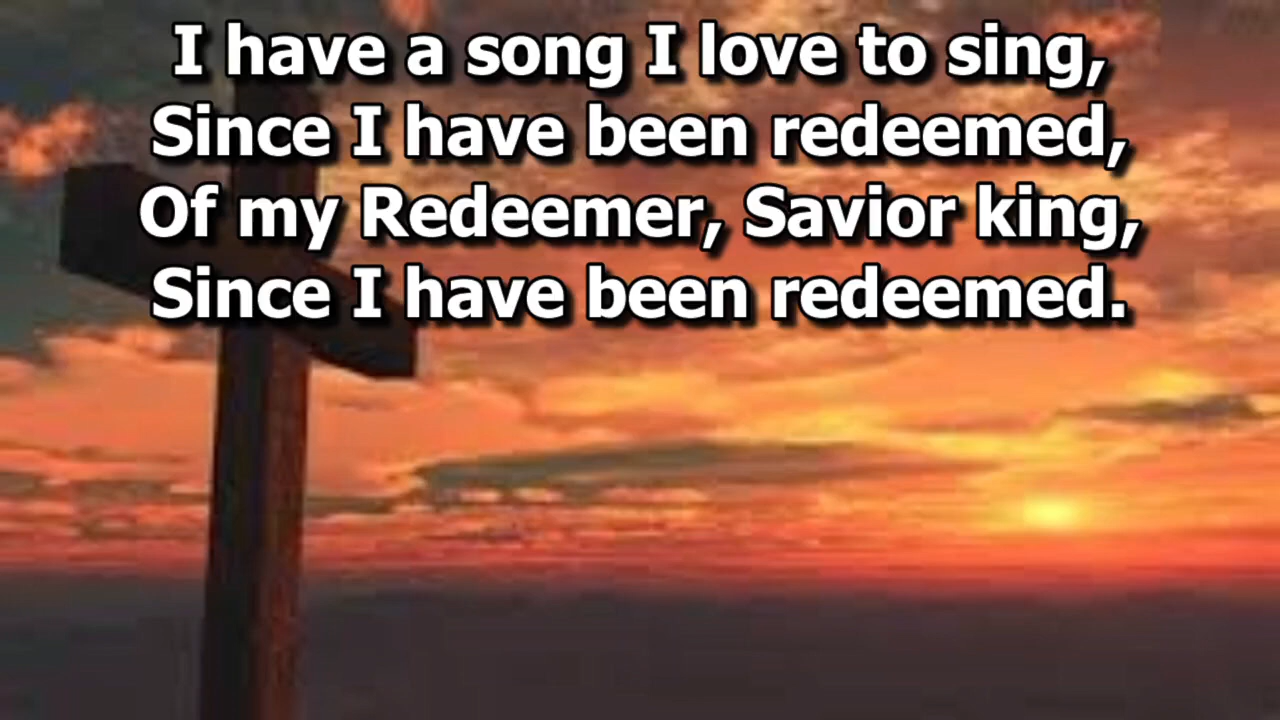 I have a song I love to sing,
Since I have been redeemed,
Of my Redeemer, Savior king,
Since I have been redeemed.